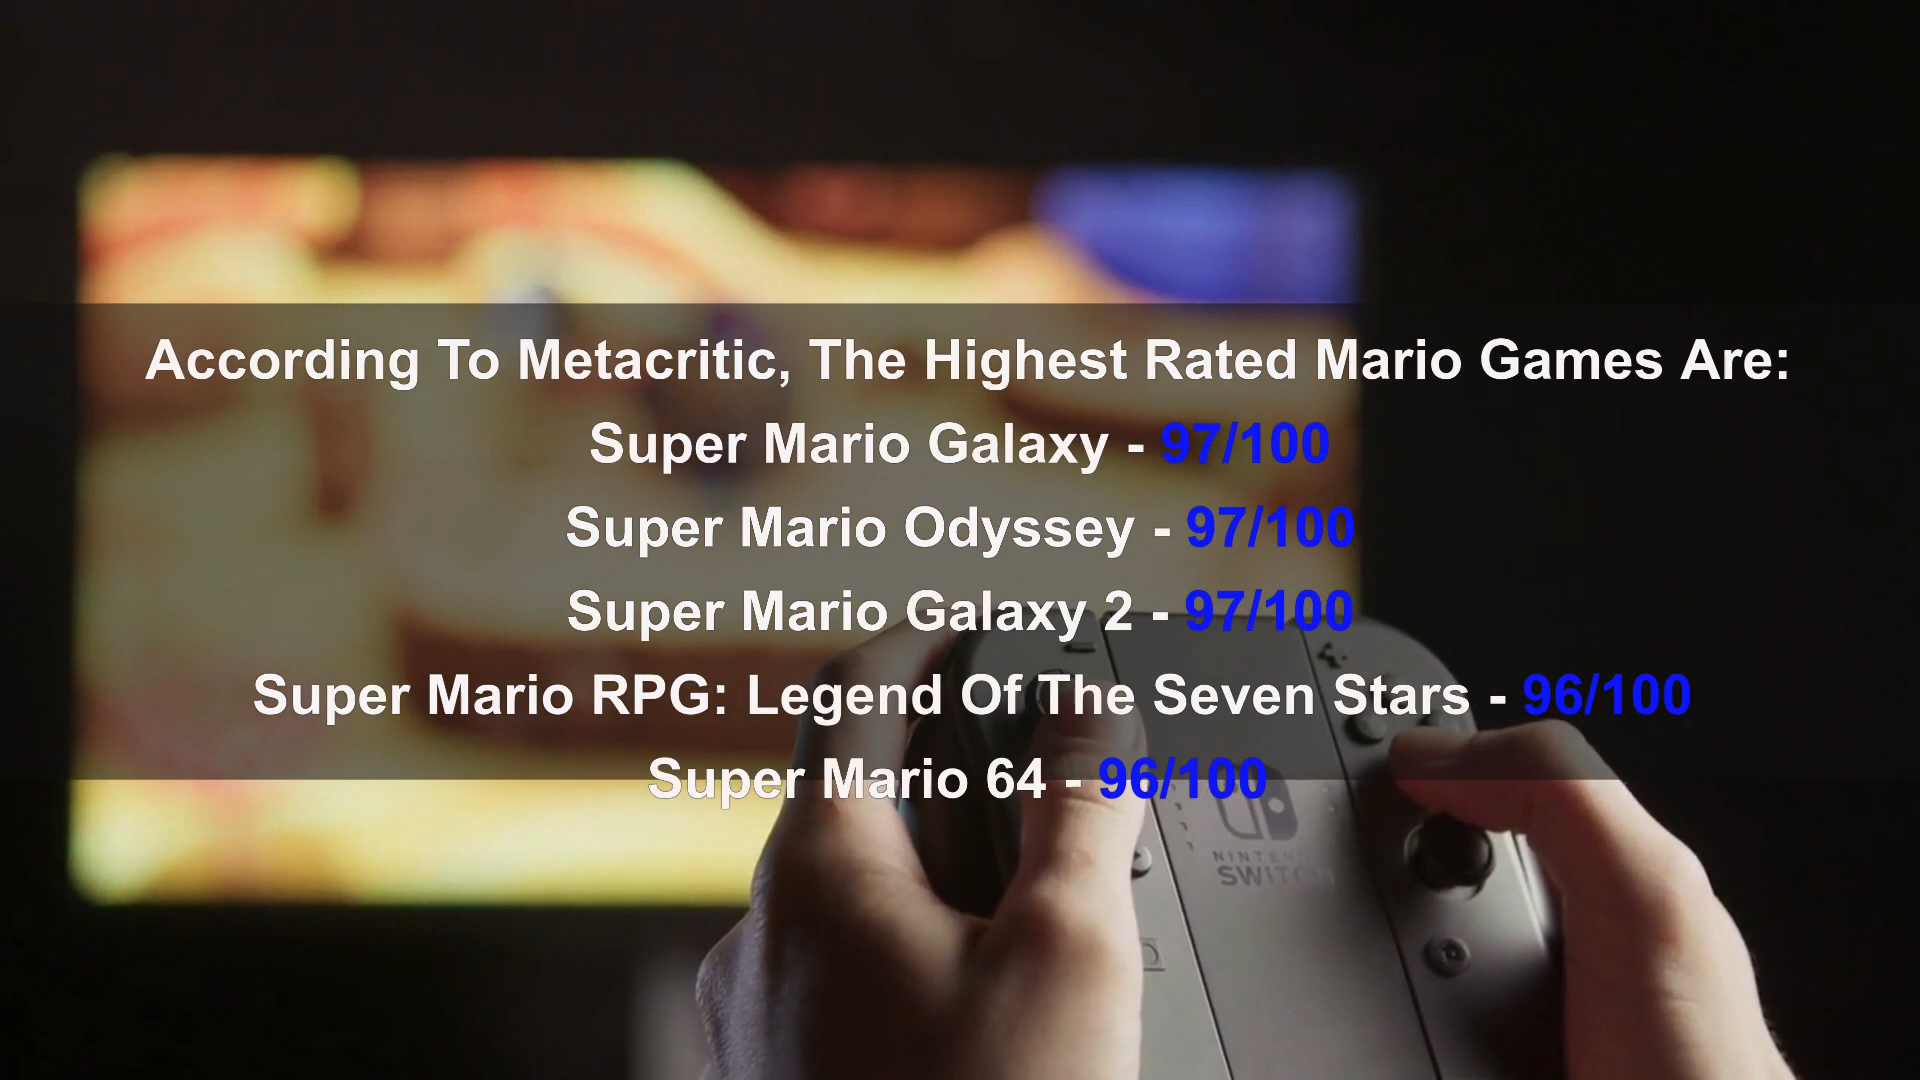 According To Metacritic, The Highest Rated Mario Games Are:
Super Mario Galaxy - 97/100
Super Mario Odyssey - 97/100
Super Mario Galaxy 2 - 97/100
Super Mario RPG: Legend Of The Seven Stars - 96/100
Super Mario 64 - 96/100
SWITCH